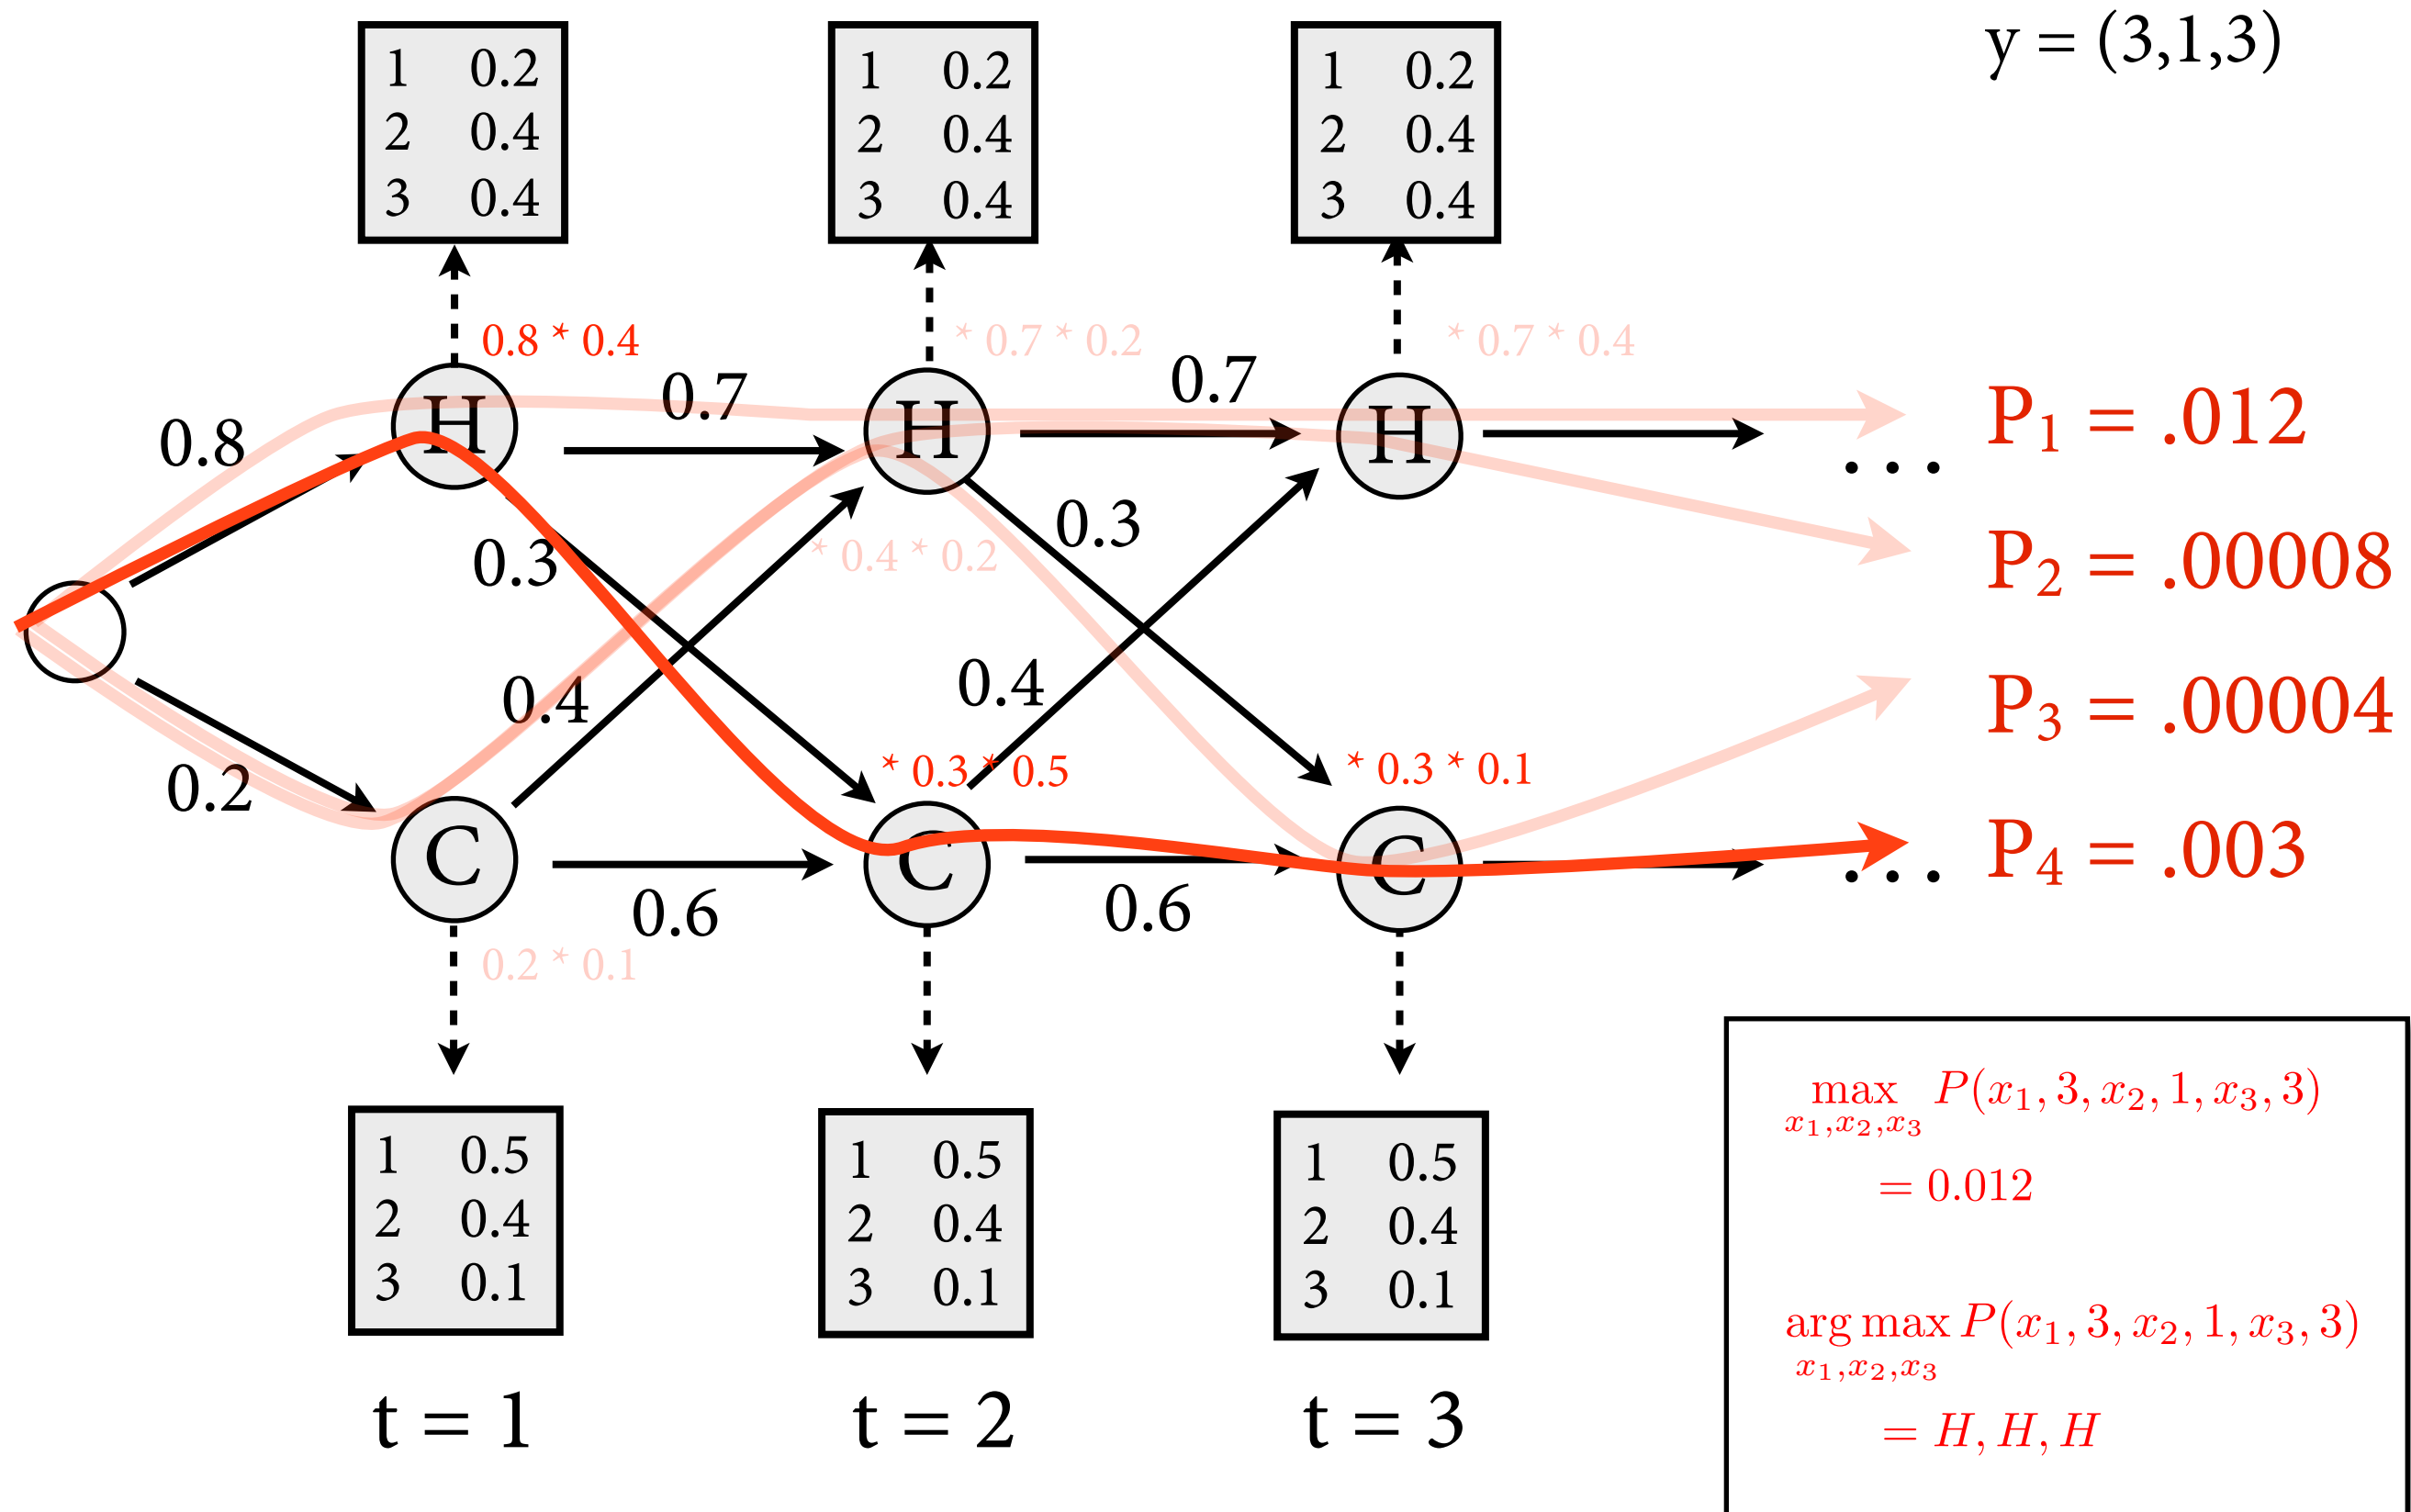 y = (3,1,3)
1 0.2
2 0.4
3 0.4
1 0.2
2 0.4
3 0.4
1 0.2
2 0.4
3 0.4
0.8 * 0.4
* 0.7 * 0.2
* 0.7 * 0.4
0.8
H
0.7
H
0.7
H
...
P1 = .012
0.3
* 0.4 * 0.2
0.3
P2 = .00008
0.4
0.4
P3 = .00004
0.2
* 0.3 * 0.5
* 0.3 * 0.1
C
0.6
C
0.6
C
...
P4 = .003
0.2 * 0.1
1 0.5
2 0.4
3 0.1
1 0.5
2 0.4
3 0.1
1 0.5
2 0.4
3 0.1
t = 1
t = 2
t = 3
max P(x1, 3, x2, 1, x3, 3)
x1,x2,x3
= 0.012
arg max P(x1, 3, x2, 1, x3, 3)
x1,x2,x3
= H, H, H